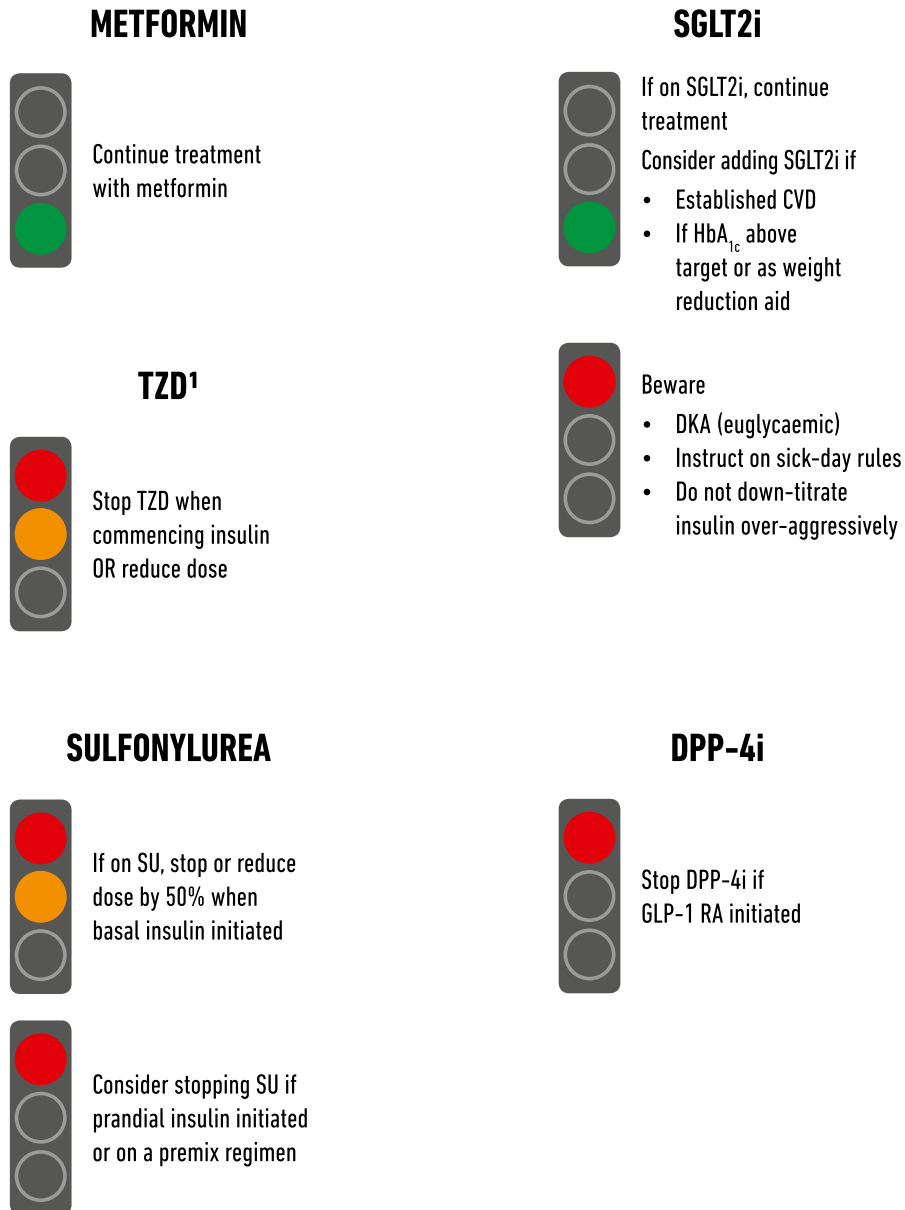 METFORMIN
Continue treatment
with metformin
SGLT2i
If on SGLT2i, continue
treatment
Consider adding SGLT2i if
• Established CVD
• If HbA1c above
target or as weight
reduction aid
Beware
• DKA (euglycaemic)
• Instruct on sick-day rules
• Do not down-titrate
insulin over-aggressively
TZD¹
Stop TZD when
commencing insulin
OR reduce dose
SULFONYLUREA
If on SU, stop or reduce
dose by 50% when
basal insulin initiated
Consider stopping SU if
prandial insulin initiated
or on a premix regimen
DPP-4i
Stop DPP-4i if
GLP-1 RA initiated